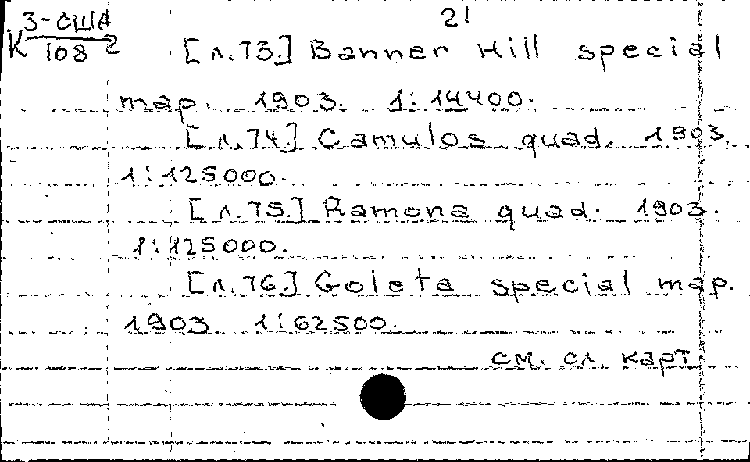 21
К 3-США/108 2
[л.73.] Banner Hill special
map. 1903. 1:14400.
[л.74.] Camulos quad. 1903.
1:125000.
[л.75.] Ramona quad. 1903.
1:125000.
[л.76.] Goleta special map.
1903. 1:62500.
см. сл. карт.